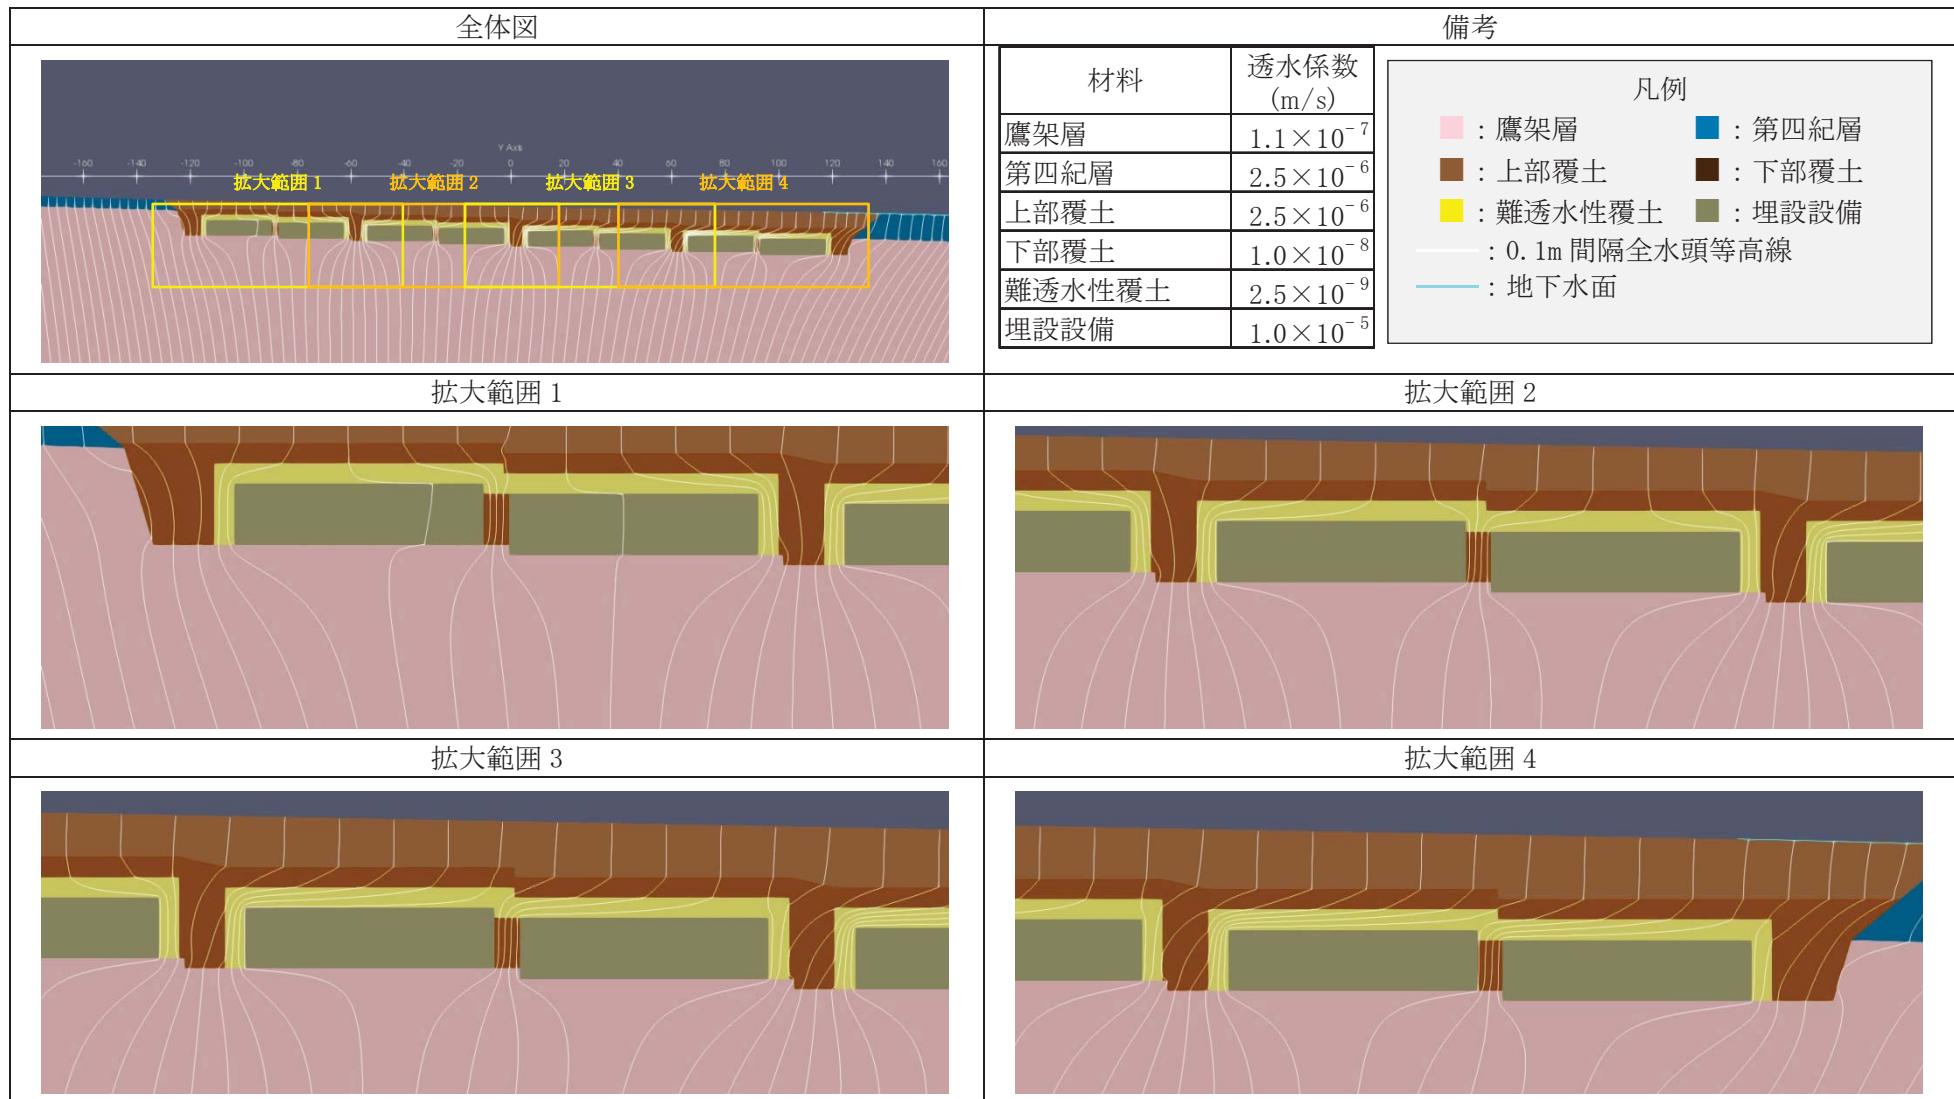 全体図
備考
Y Axis
-160 -140 -120 -100 -80 -60 -40 -20 0 20 40 60 80 100 120 140 160
拡大範囲 1 拡大範囲 2 拡大範囲 3 拡大範囲 4
材料 透水係数 (m/s)
鷹架層 1.1×10⁻⁷
第四紀層 2.5×10⁻⁶
上部覆土 2.5×10⁻⁶
下部覆土 1.0×10⁻⁸
難透水性覆土 2.5×10⁻⁹
埋設設備 1.0×10⁻⁵
凡例
：鷹架層 ：第四紀層
：上部覆土 ：下部覆土
：難透水性覆土 ：埋設設備
：0.1m 間隔全水頭等高線
：地下水面
拡大範囲 1
拡大範囲 2
拡大範囲 3
拡大範囲 4